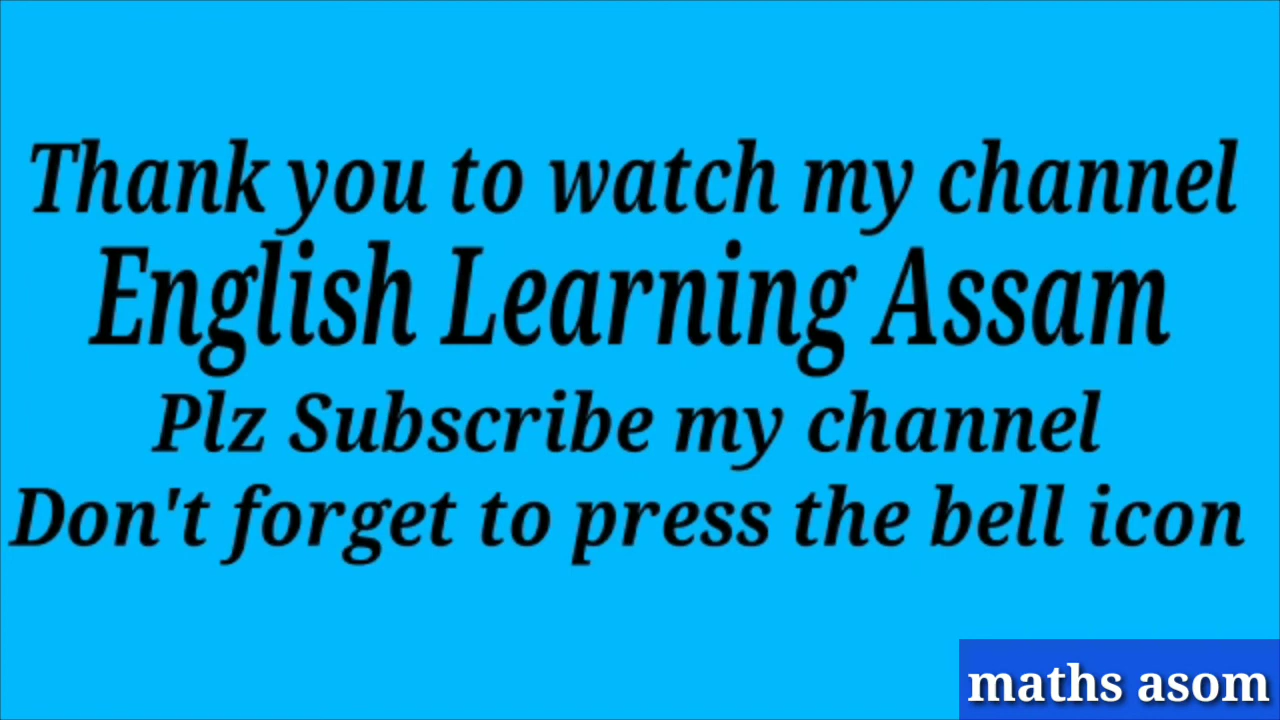 Thank you to watch my channel
English Learning Assam
Plz Subscribe my channel
Don't forget to press the bell icon
maths asom